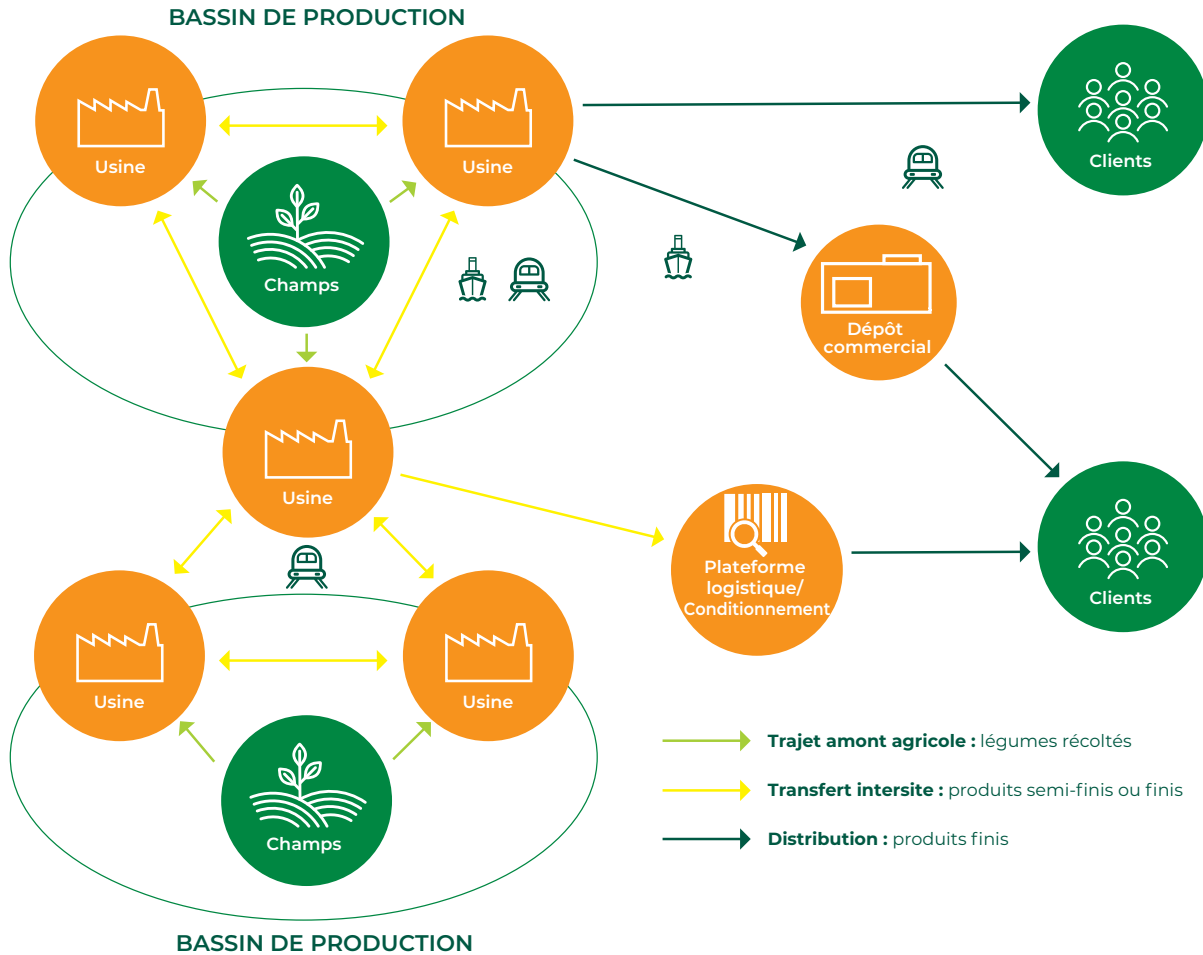 BASSIN DE PRODUCTION
Usine
Usine
Clients
Champs
Dépôt
commercial
Usine
Plateforme
logistique/
Conditionnement
Clients
Usine
Usine
Champs
Trajet amont agricole : légumes récoltés
Transfert intersite : produits semi-finis ou finis
Distribution : produits finis
BASSIN DE PRODUCTION